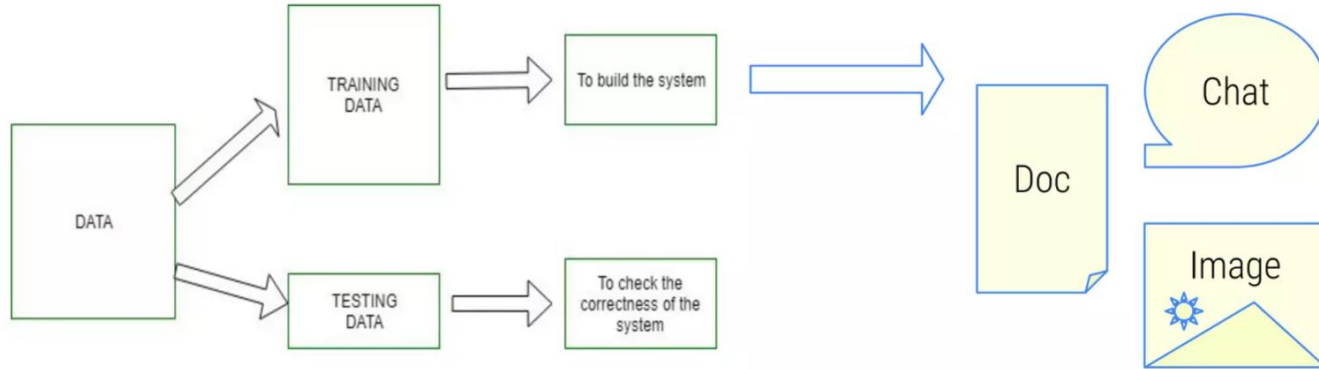 DATA
TRAINING
DATA
To build the system
TESTING
DATA
To check the
correctness of the
system
Doc
Chat
Image